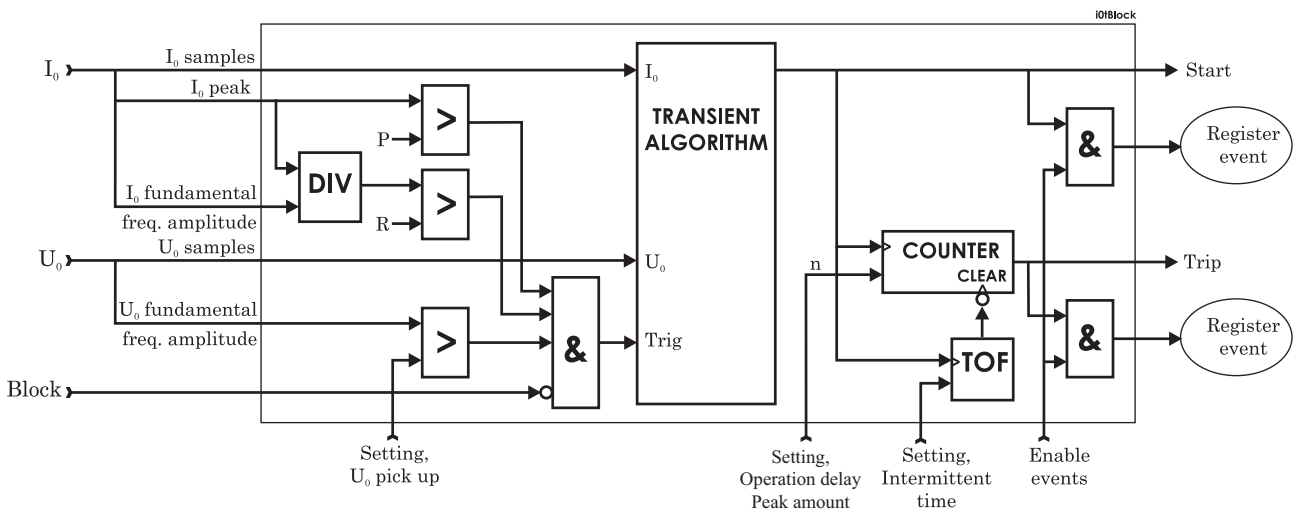 i0tBlock
I₀
I₀ samples
I₀ peak
I₀ fundamental
freq. amplitude
U₀
U₀ samples
U₀ fundamental
freq. amplitude
Block
DIV
P
>
R
>
>
&
Setting,
U₀ pick up
I₀
TRANSIENT
ALGORITHM
U₀
Trig
Start
&
Register
event
n
COUNTER
CLEAR
Trip
TOF
&
Register
event
Setting,
Operation delay
Peak amount
Setting,
Intermittent
time
Enable
events